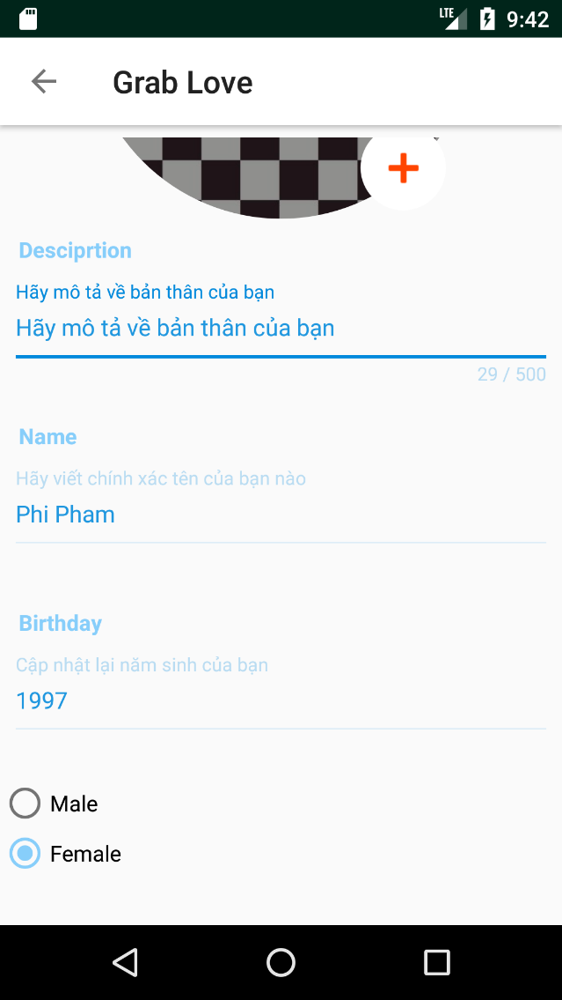 LTE 9:42
Grab Love
Desciprtion
Hãy mô tả về bản thân của bạn
Hãy mô tả về bản thân của bạn
29 / 500
Name
Hãy viết chính xác tên của bạn nào
Phi Pham
Birthday
Cập nhật lại năm sinh của bạn
1997
Male
Female